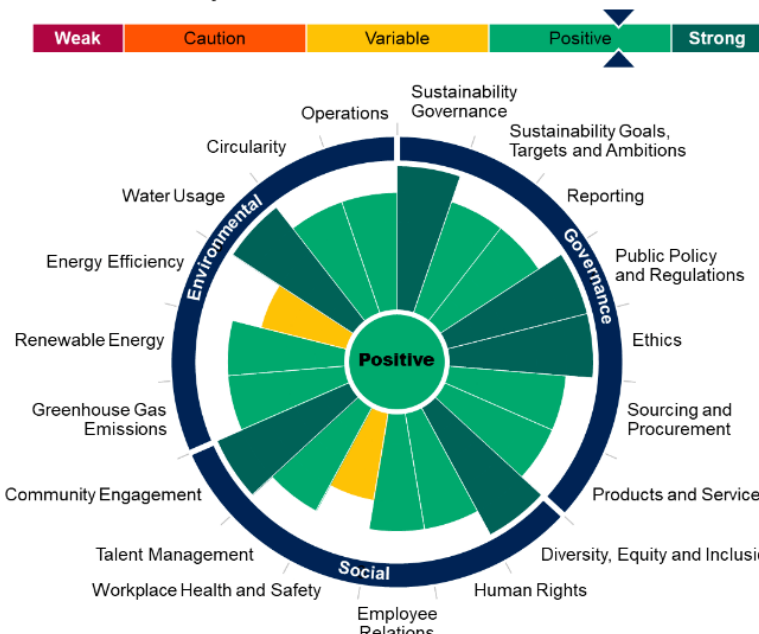 Weak
Caution
Variable
Positive
Strong
Sustainability
Governance
Sustainability Goals,
Targets and Ambitions
Reporting
Public Policy
and Regulations
Ethics
Sourcing and
Procurement
Products and Service
Diversity, Equity and Inclusi
Human Rights
Employee
Relations
Workplace Health and Safety
Talent Management
Community Engagement
Greenhouse Gas
Emissions
Renewable Energy
Energy Efficiency
Water Usage
Circularity
Operations
Environmental
Governance
Social
Positive